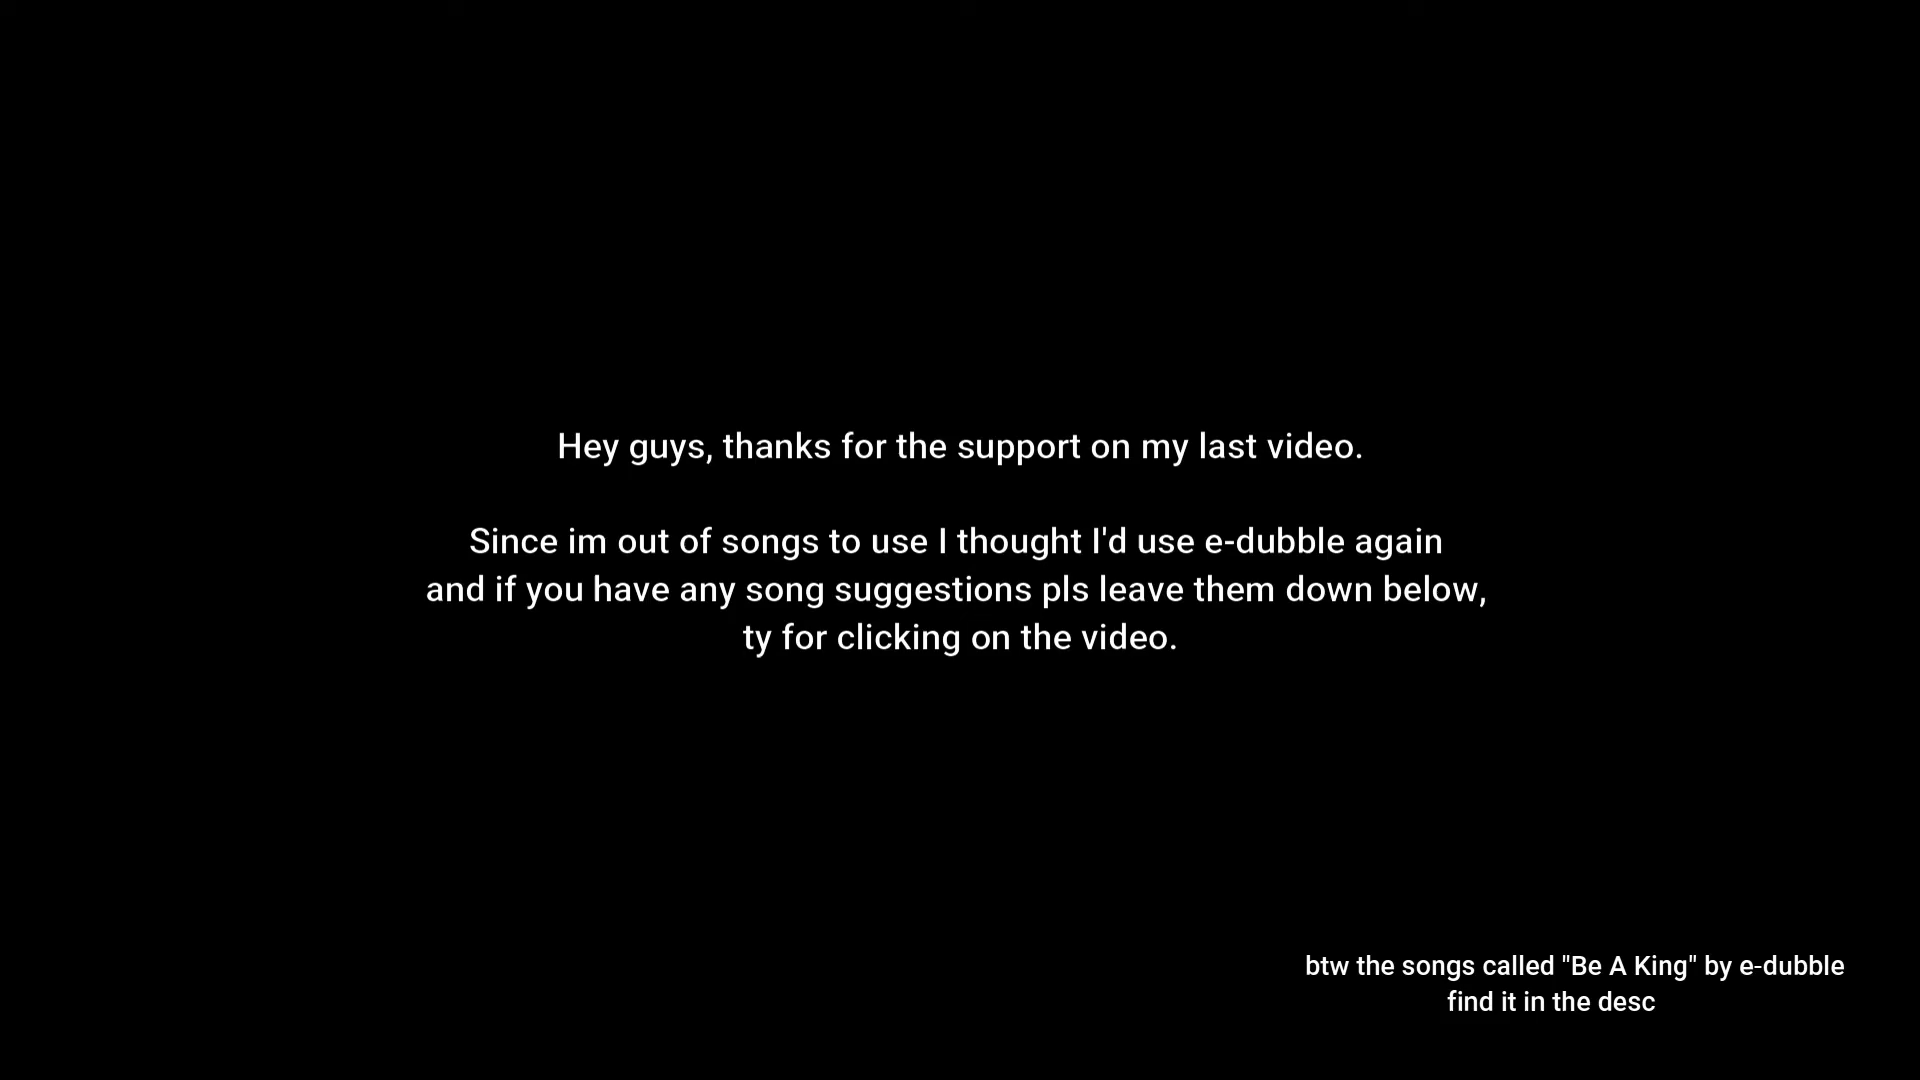 Hey guys, thanks for the support on my last video.
Since im out of songs to use I thought I'd use e-dubble again
and if you have any song suggestions pls leave them down below,
ty for clicking on the video.
btw the songs called "Be A King" by e-dubble
find it in the desc